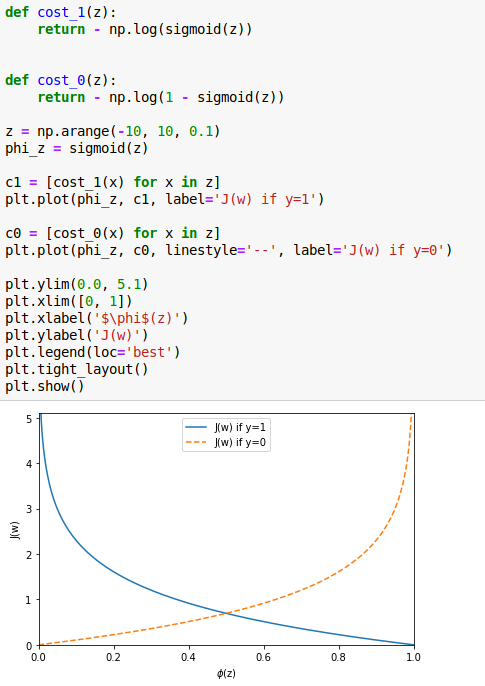 def cost_1(z):
    return - np.log(sigmoid(z))
def cost_0(z):
    return - np.log(1 - sigmoid(z))
z = np.arange(-10, 10, 0.1)
phi_z = sigmoid(z)
c1 = [cost_1(x) for x in z]
plt.plot(phi_z, c1, label='J(w) if y=1')
c0 = [cost_0(x) for x in z]
plt.plot(phi_z, c0, linestyle='--', label='J(w) if y=0')
plt.ylim(0.0, 5.1)
plt.xlim([0, 1])
plt.xlabel('$\phi$(z)')
plt.ylabel('J(w)')
plt.legend(loc='best')
plt.tight_layout()
plt.show()
J(w) if y=1
J(w) if y=0
5
4
3
2
1
0
J(w)
0.0 0.2 0.4 0.6 0.8 1.0
ϕ(z)